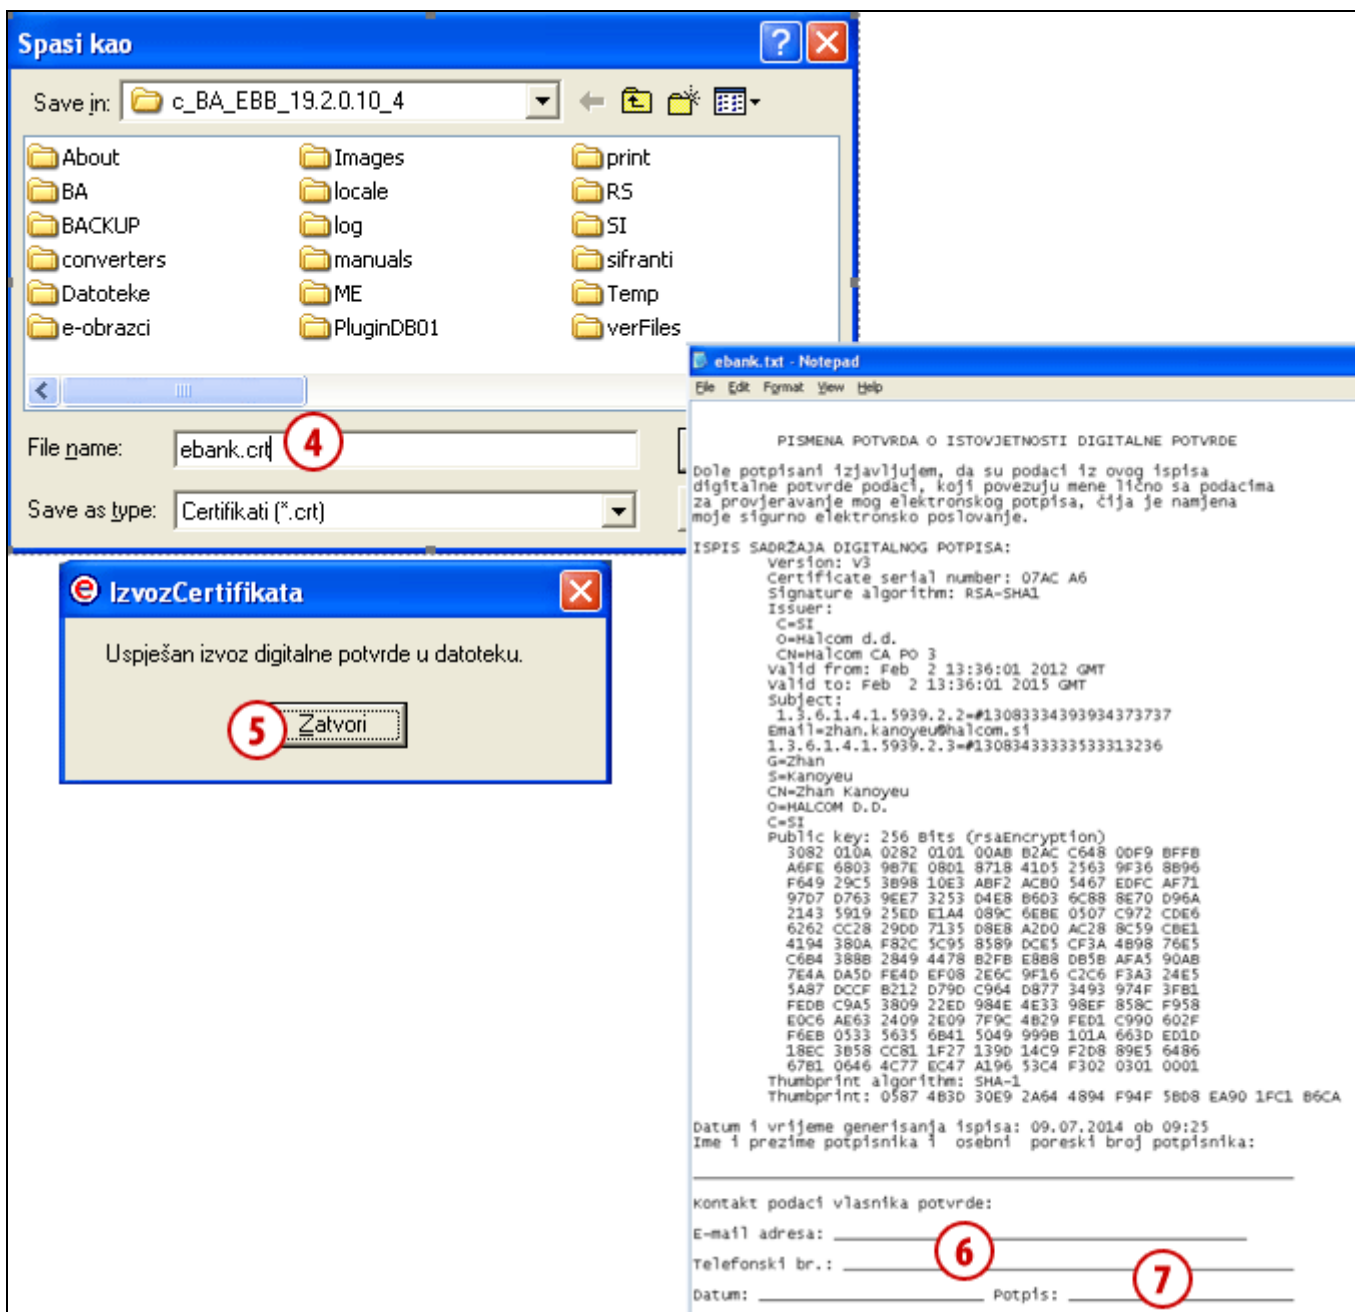 Spasi kao
Save in: c_BA_EBB_19.2.0.10_4
About Images print
BA locale RS
BACKUP log SI
converters manuals sifranti
Datoteke ME Temp
e-obrazci PluginDB01 verFiles
File name: ebank.crt 4
Save as type: Certifikati (*.crt)
IzvozCertifikata
Uspješan izvoz digitalne potvrde u datoteku.
5 Zatvori
ebank.txt - Notepad
File Edit Format View Help
PISMENA POTVRDA O ISTOVJETNOSTI DIGITALNE POTVRDE
Dole potpisani izjavljujem, da su podaci iz ovog ispisa
digitalne potvrde podaci, koji povezuju mene lično sa podacima
za provjeravanje mog elektronskog potpisa, čija je namjena
moje sigurno elektronsko poslovanje.
ISPIS SADRŽAJA DIGITALNOG POTPISA:
Version: v3
Certificate serial number: 07AC A6
Signature algorithm: RSA-SHA1
Issuer:
C=SI
O=Halcom d.d.
CN=Halcom CA PO 3
Valid from: Feb 2 13:36:01 2012 GMT
Valid to: Feb 2 13:36:01 2015 GMT
Subject:
1.3.6.1.4.1.5939.2.2=#13083334393934373737
Email=zhan.kanoyeu@halcom.si
1.3.6.1.4.1.5939.2.3=#13083433333533313236
G=Zhan
S=Kanoyeu
CN=Zhan Kanoyeu
O=HALCOM D.D.
C=SI
Public key: 256 Bits (rsaEncryption)
3082 010A 0282 0101 00AB B2AC C648 0DF9 BFFB
A6FE 6803 9B7E 08D1 8718 41D5 2563 9F36 8B96
F649 29C5 3B98 10E3 ABF2 ACB0 5467 EDFC AF71
97D7 D763 9EE7 3253 D4E8 B6D3 6C88 8E70 D96A
2143 5919 25ED E1A4 089C 6EBE 0507 C972 CDE6
6262 CC28 29DD 7135 D8E8 A2D0 AC28 8C59 CBE1
4194 380A F82C 5C95 8589 DCE5 CF3A 4B98 76E5
C6B4 388B 2849 4478 B2FB E8B8 DB5B AFA5 90AB
7E4A DA5D FE4D EF08 2E6C 9F16 C2C6 F3A3 24E5
5A87 DCCF B212 D79D C964 D877 3493 974F 3FB1
FEDB C9A5 3809 22ED 984E 4E33 98EF 858C F958
E0C6 AE63 2409 2E09 7F9C 4B29 FED1 C990 602F
F6EB 0533 5635 6B41 5049 999B 101A 663D ED1D
18EC 3B58 CC81 1F27 139D 14C9 F2D8 89E5 6486
67B1 0646 4C77 EC47 A196 53C4 F302 0301 0001
Thumbprint algorithm: SHA-1
Thumbprint: 0587 4B3D 30E9 2A64 4894 F94F 5BD8 EA90 1FC1 B6CA
Datum i vrijeme generisanja ispisa: 09.07.2014 ob 09:25
Ime i prezime potpisnika i osebni poreski broj potpisnika:
Kontakt podaci vlasnika potvrde:
E-mail adresa: 6
Telefonski br.: 7
Datum: Potpis: